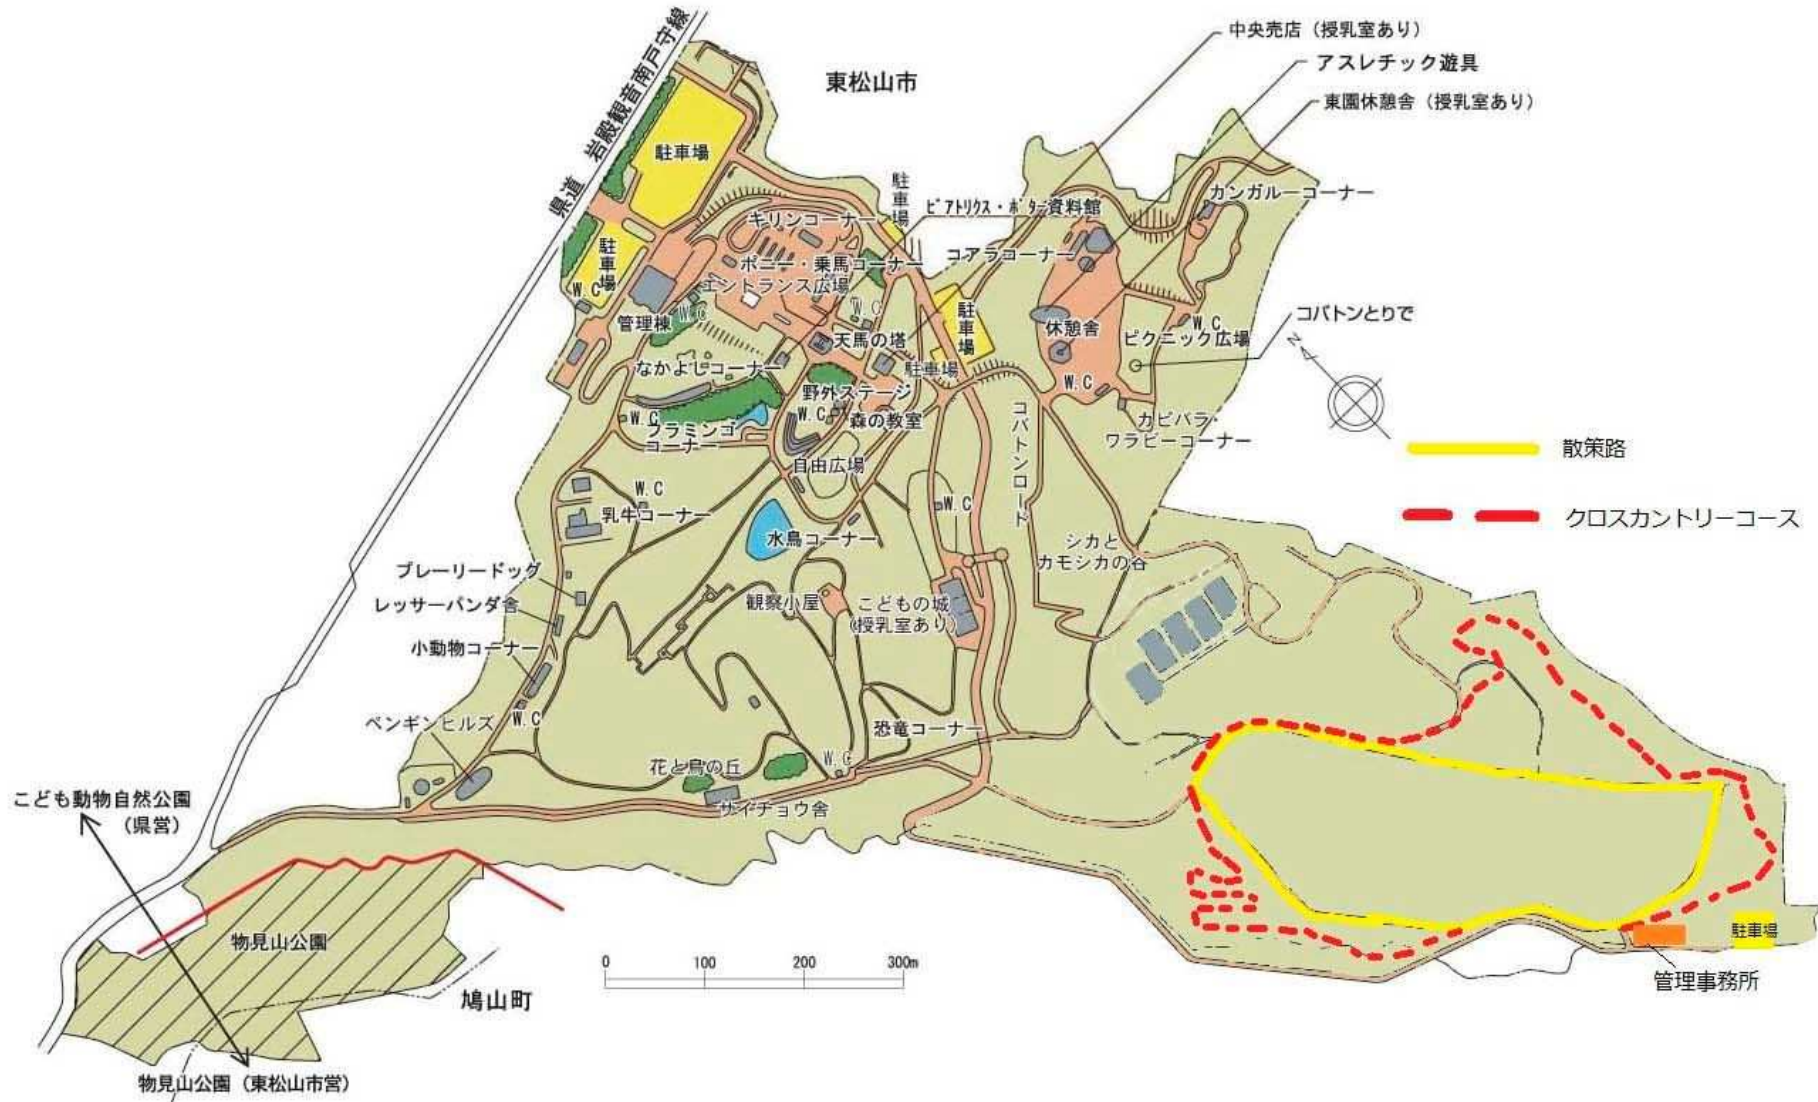 中央売店（授乳室あり）
アスレチック遊具
東園休憩舎（授乳室あり）
東松山市
県道　岩殿観音南戸守線
駐車場
駐車場
駐車場
ビアトリクス・ポター資料館
カンガルーコーナー
キリンコーナー
コアラコーナー
ポニー・乗馬コーナー
エントランス広場
W.C
W.C
W.C
管理棟
天馬の塔
駐車場
休憩舎
コバトンとりで
W.C
ピクニック広場
N
なかよしコーナー
駐車場
野外ステージ
W.C
W.C
W.C
フラミンゴ
コーナー
森の教室
コバトンロード
カピバラ・
ワラビーコーナー
散策路
自由広場
W.C
W.C
乳牛コーナー
クロスカントリーコース
水鳥コーナー
シカと
カモシカの谷
プレーリードッグ
レッサーパンダ舎
観察小屋
こどもの城
（授乳室あり）
小動物コーナー
ペンギンヒルズ
W.C
恐竜コーナー
花と鳥の丘
W.C
サイチョウ舎
こども動物自然公園
（県営）
物見山公園
駐車場
0　100　200　300m
管理事務所
鳩山町
物見山公園（東松山市営）